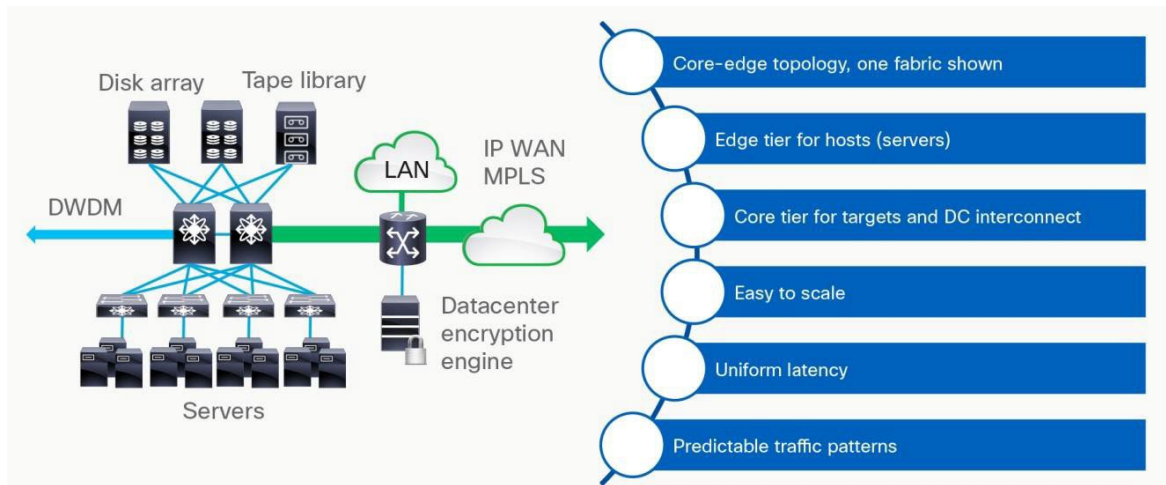 Disk array
Tape library
DWDM
LAN
IP WAN
MPLS
Datacenter
encryption
engine
Servers
Core-edge topology, one fabric shown
Edge tier for hosts (servers)
Core tier for targets and DC interconnect
Easy to scale
Uniform latency
Predictable traffic patterns